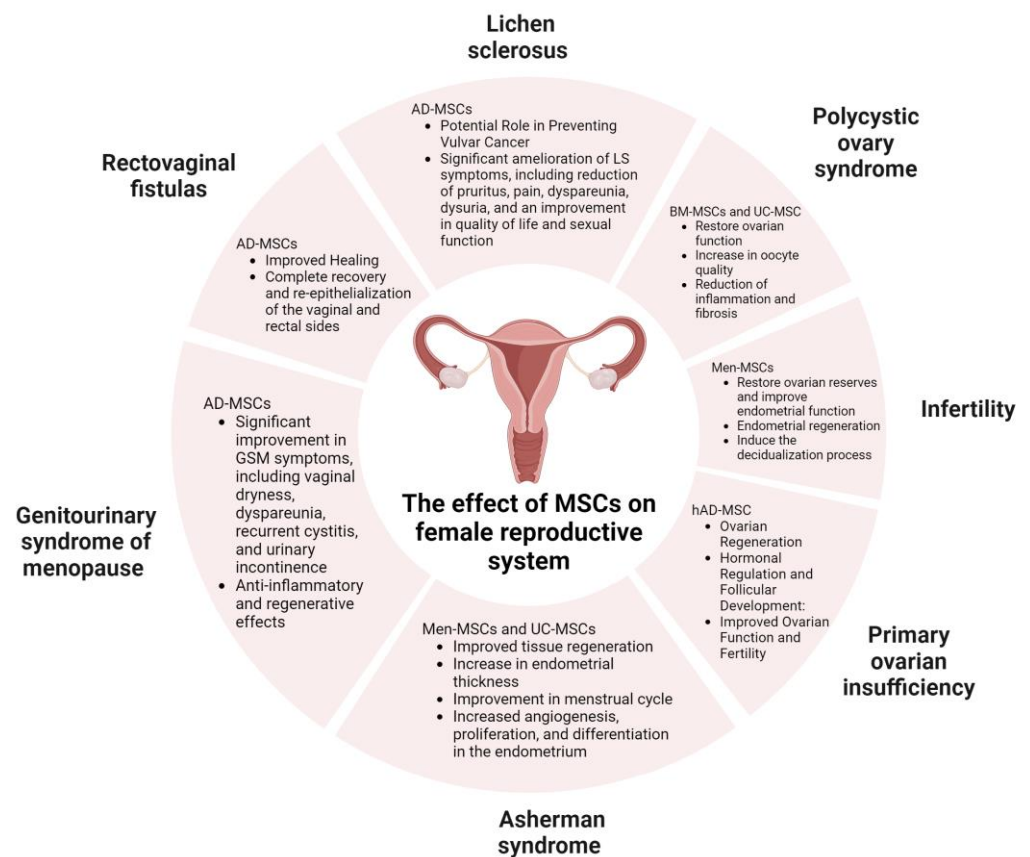 Lichen
sclerosus
AD-MSCs
• Potential Role in Preventing
Vulvar Cancer
• Significant amelioration of LS
symptoms, including reduction
of pruritus, pain, dyspareunia,
dysuria, and an improvement
in quality of life and sexual
function
Polycystic
ovary
syndrome
BM-MSCs and UC-MSC
• Restore ovarian
function
• Increase in oocyte
quality
• Reduction of
inflammation and
fibrosis
Infertility
Men-MSCs
• Restore ovarian reserves
and improve
endometrial function
• Endometrial regeneration
• Induce the
decidualization process
Primary
ovarian
insufficiency
hAD-MSC
• Ovarian
Regeneration
• Hormonal
Regulation and
Follicular
Development:
• Improved Ovarian
Function and
Fertility
Asherman
syndrome
Men-MSCs and UC-MSCs
• Improved tissue regeneration
• Increase in endometrial
thickness
• Improvement in menstrual cycle
• Increased angiogenesis,
proliferation, and differentiation
in the endometrium
Genitourinary
syndrome of
menopause
AD-MSCs
• Significant
improvement in
GSM symptoms,
including vaginal
dryness,
dyspareunia,
recurrent cystitis,
and urinary
incontinence
• Anti-inflammatory
and regenerative
effects
Rectovaginal
fistulas
AD-MSCs
• Improved Healing
• Complete recovery
and re-epithelialization
of the vaginal and
rectal sides
The effect of MSCs on
female reproductive
system